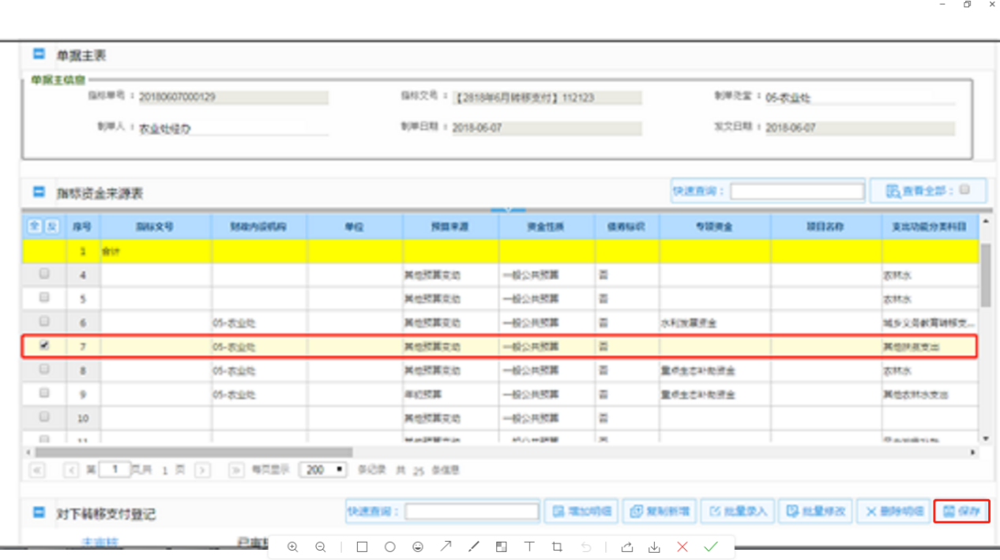 单据主表
单据主信息
指标单号： 20180607000129 指标文号： 【2818年6月转移支付】112123 制单处室： 05-农业处
制单人： 农业处经办 制单日期： 2018-06-07 发文日期： 2018-06-07
指标资金来源表 快速查询： 查看全部：
全 反 序号 指标文号 财政内设机构 单位 预算来源 资金性质 债券标识 专项资金 项目名称 支出功能分类科目
1 合计
4 其他预算变动 一般公共预算 否 农林水
5 其他预算变动 一般公共预算 否 农林水
6 05-农业处 其他预算变动 一般公共预算 否 水利发展资金 城乡义务教育转移支...
7 05-农业处 其他预算变动 一般公共预算 否 其他扶贫支出
8 05-农业处 其他预算变动 一般公共预算 否 重点生态补助资金 农林水
9 05-农业处 年初预算 一般公共预算 否 重点生态补助资金 其他农林水支出
10 其他预算变动 一般公共预算 否
11 其他预算变动 一般公共预算 否
第 1 页共 1 页 每页显示 200 条记录 共 25 条信息
对下转移支付登记 快速查询： 增加明细 复制新增 批量录入 批量修改 删除明细 保存
未审核